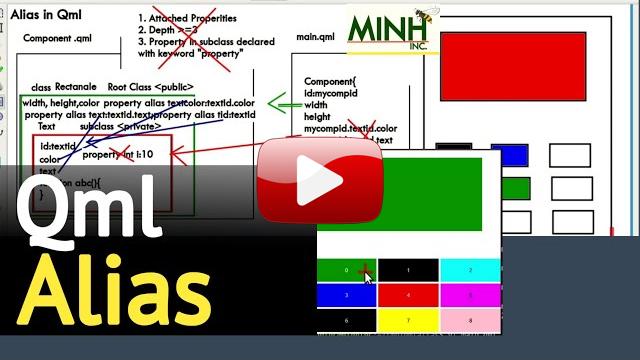 Alias in Qml
1. Attached Properities
2. Depth >=3
3. Property in subclass declared
with keyword "property"
MINH
INC.
Component .qml
main.qml
class Rectanale Root Class <public>
width, height,color property alias texcolor:textid.color
property alias text:textid.text,property alias tid:textid
Text subclass <private>
id:textid
color
text
property int i:10
abc(){
}
Component{
id:mycompid
width
height
mycompid.textid.color
text
Qml
Alias
0
1
2
3
4
5
6
7
8